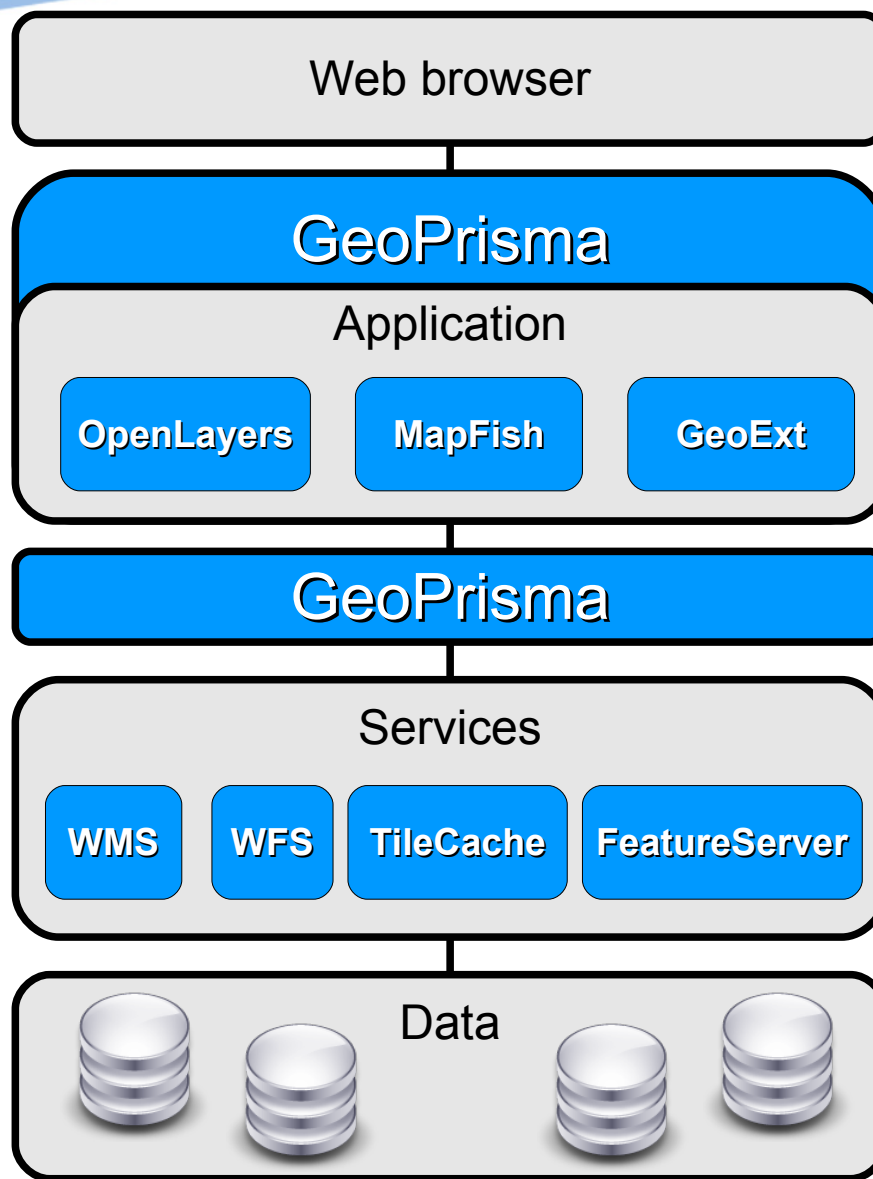 Web browser
GeoPrisma
Application
OpenLayers MapFish GeoExt
GeoPrisma
Services
WMS WFS TileCache FeatureServer
Data